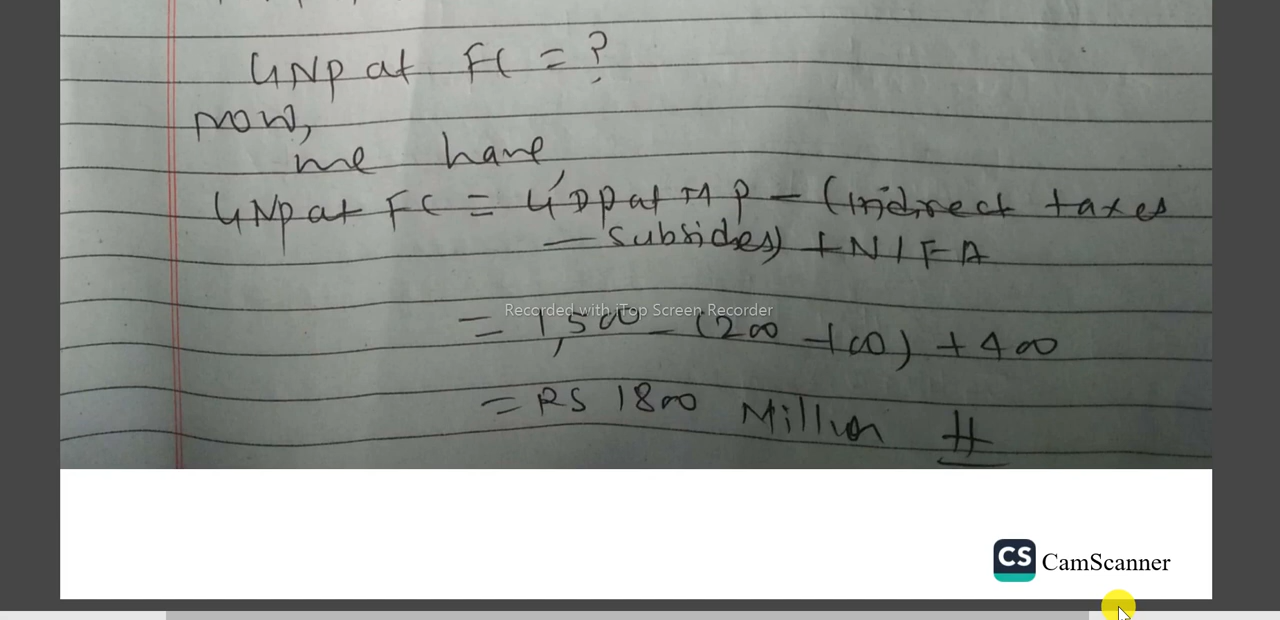 GNP at FC = ?
Now,
we have,
GNP at FC = GDP at MP - (Indirect taxes
- subsides) + NIFA
Recorded with iTop Screen Recorder
= 1,500 - (200 - 100) + 400
= RS 1800 Million #
CS CamScanner